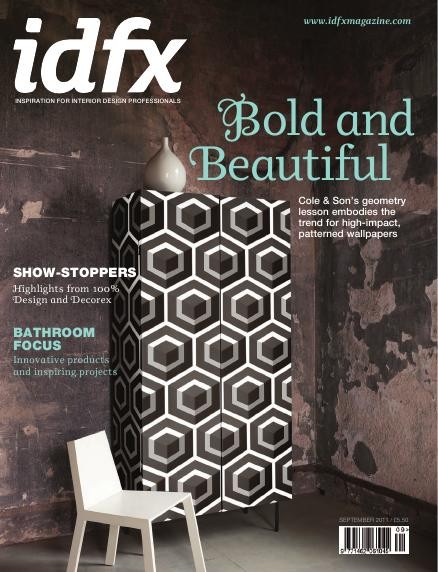 www.idfxmagazine.com
idfx
INSPIRATION FOR INTERIOR DESIGN PROFESSIONALS
Bold and
Beautiful
Cole & Son's geometry
lesson embodies the
trend for high-impact,
patterned wallpapers
SHOW-STOPPERS
Highlights from 100%
Design and Decorex
BATHROOM
FOCUS
Innovative products
and inspiring projects
SEPTEMBER 2011 / £5.50
09>